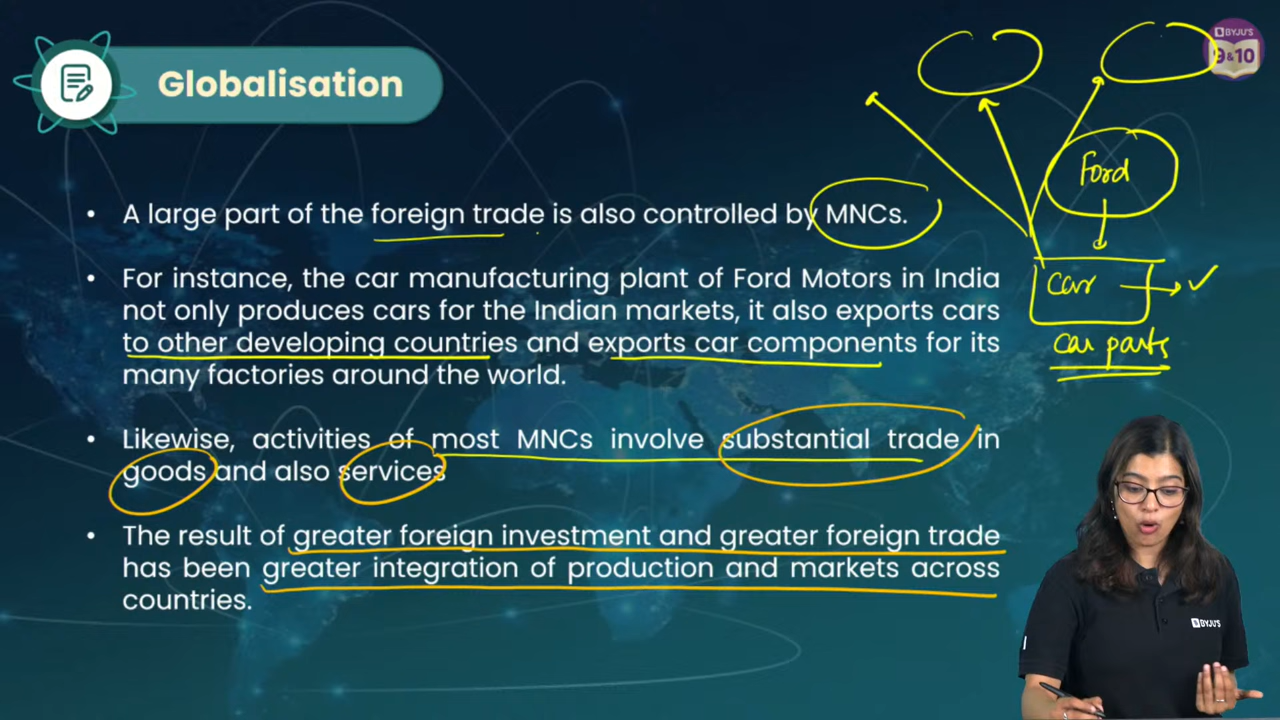 Globalisation
BYJU'S
9&10
Ford
• A large part of the foreign trade is also controlled by MNCs.
• For instance, the car manufacturing plant of Ford Motors in India
not only produces cars for the Indian markets, it also exports cars
to other developing countries and exports car components for its
many factories around the world.
car
car parts
• Likewise, activities of most MNCs involve substantial trade in
goods and also services
• The result of greater foreign investment and greater foreign trade
has been greater integration of production and markets across
countries.
BYJU'S